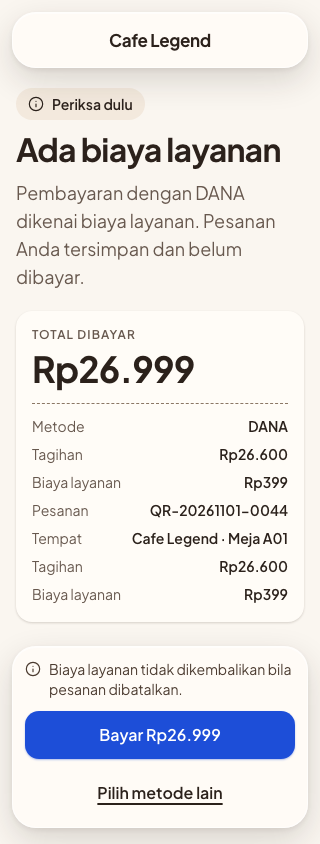 Cafe Legend
Periksa dulu
Ada biaya layanan
Pembayaran dengan DANA
dikenai biaya layanan. Pesanan
Anda tersimpan dan belum
dibayar.
TOTAL DIBAYAR
Rp26.999
Metode DANA
Tagihan Rp26.600
Biaya layanan Rp399
Pesanan QR-20261101-0044
Tempat Cafe Legend · Meja A01
Tagihan Rp26.600
Biaya layanan Rp399
Biaya layanan tidak dikembalikan bila
pesanan dibatalkan.
Bayar Rp26.999
Pilih metode lain